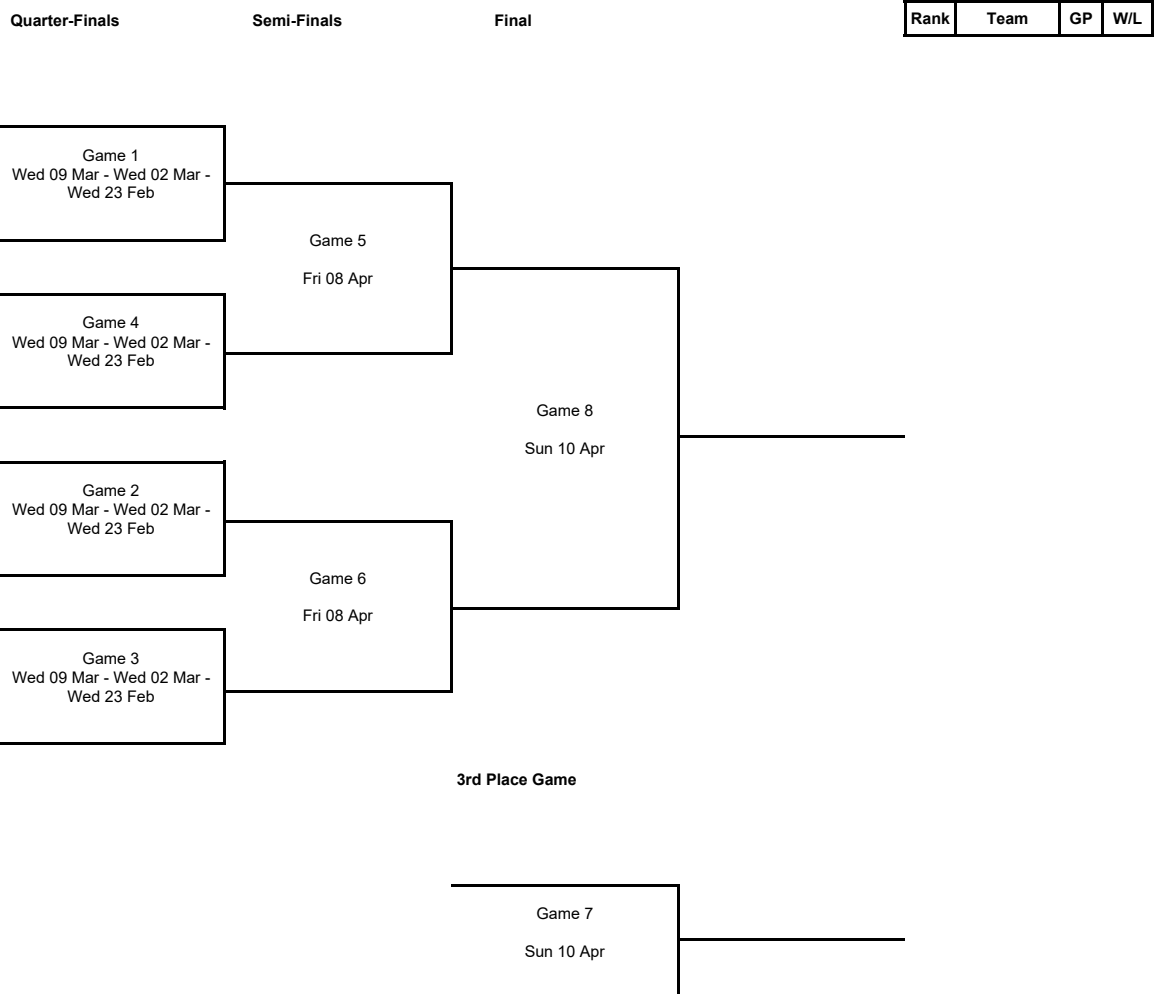 Quarter-Finals Semi-Finals Final Rank Team GP W/L
Game 1
Wed 09 Mar - Wed 02 Mar -
Wed 23 Feb
Game 5
Fri 08 Apr
Game 4
Wed 09 Mar - Wed 02 Mar -
Wed 23 Feb
Game 8
Sun 10 Apr
Game 2
Wed 09 Mar - Wed 02 Mar -
Wed 23 Feb
Game 6
Fri 08 Apr
Game 3
Wed 09 Mar - Wed 02 Mar -
Wed 23 Feb
3rd Place Game
Game 7
Sun 10 Apr